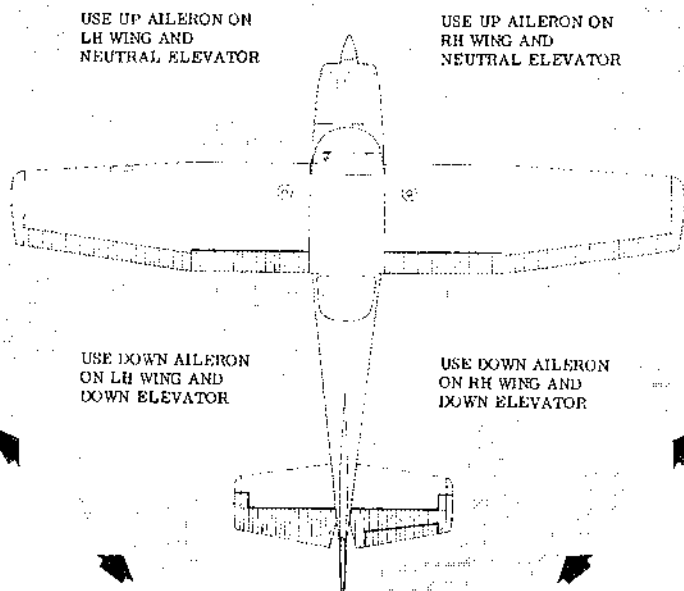 USE UP AILERON ON
LH WING AND
NEUTRAL ELEVATOR
USE UP AILERON ON
RH WING AND
NEUTRAL ELEVATOR
USE DOWN AILERON
ON LH WING AND
DOWN ELEVATOR
USE DOWN AILERON
ON RH WING AND
DOWN ELEVATOR